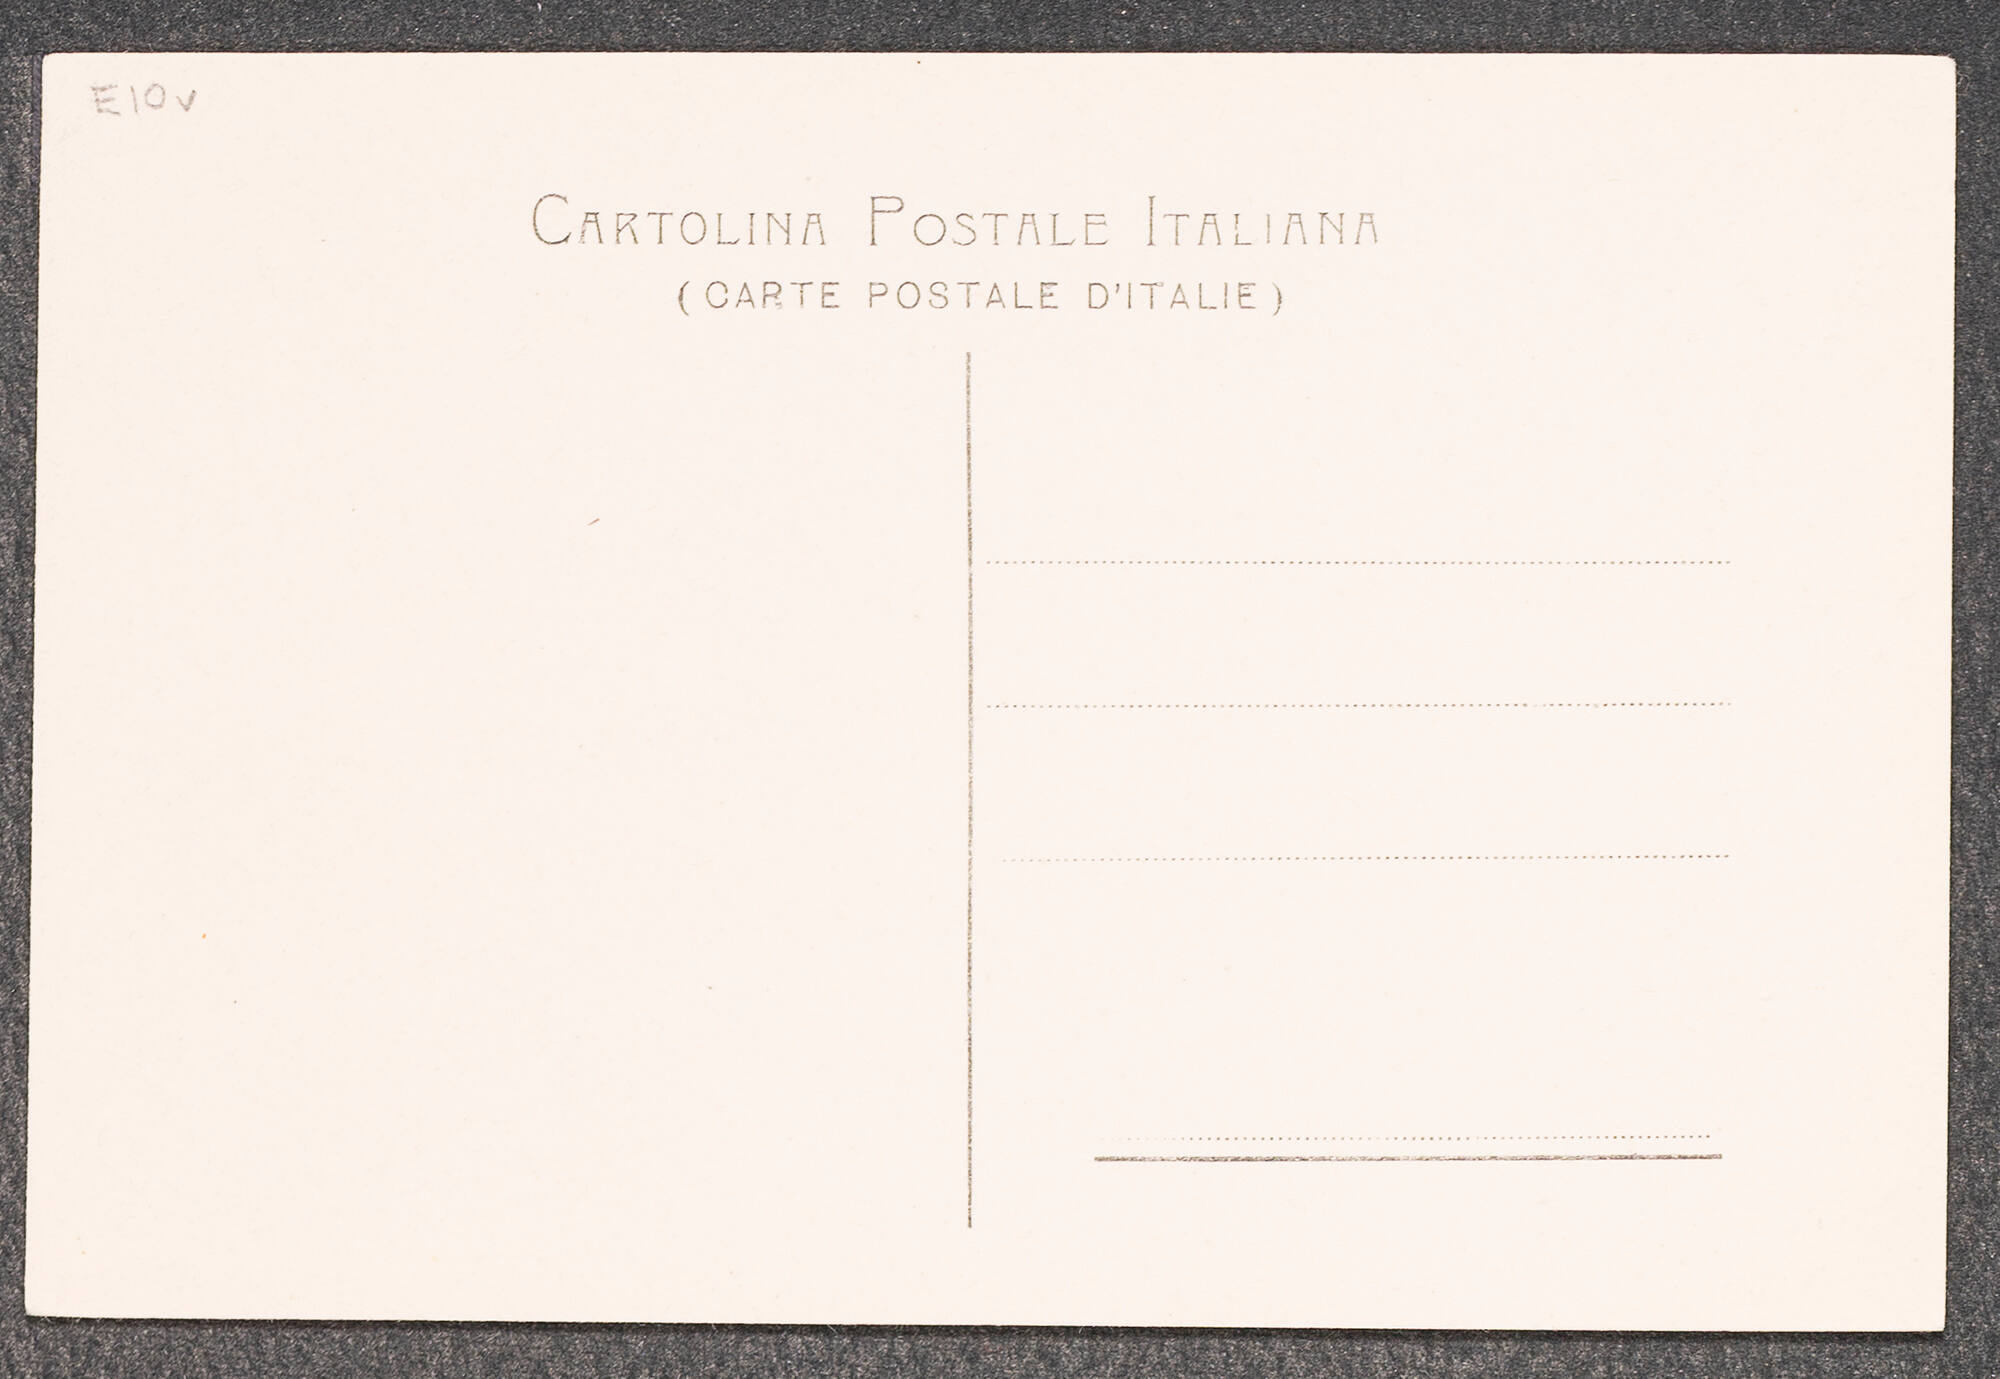 E10v
CARTOLINA POSTALE ITALIANA
(CARTE POSTALE D'ITALIE)